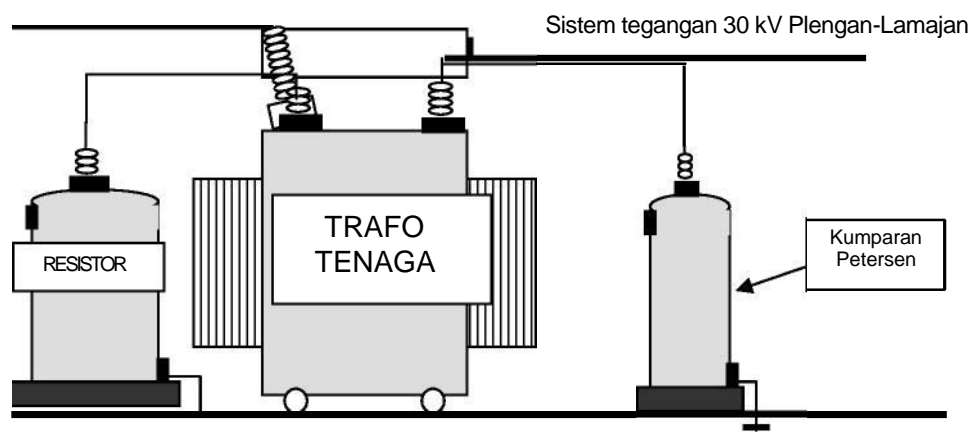 Sistem tegangan 30 kV Plengan-Lamajan
TRAFO
TENAGA
RESISTOR
Kumparan
Petersen